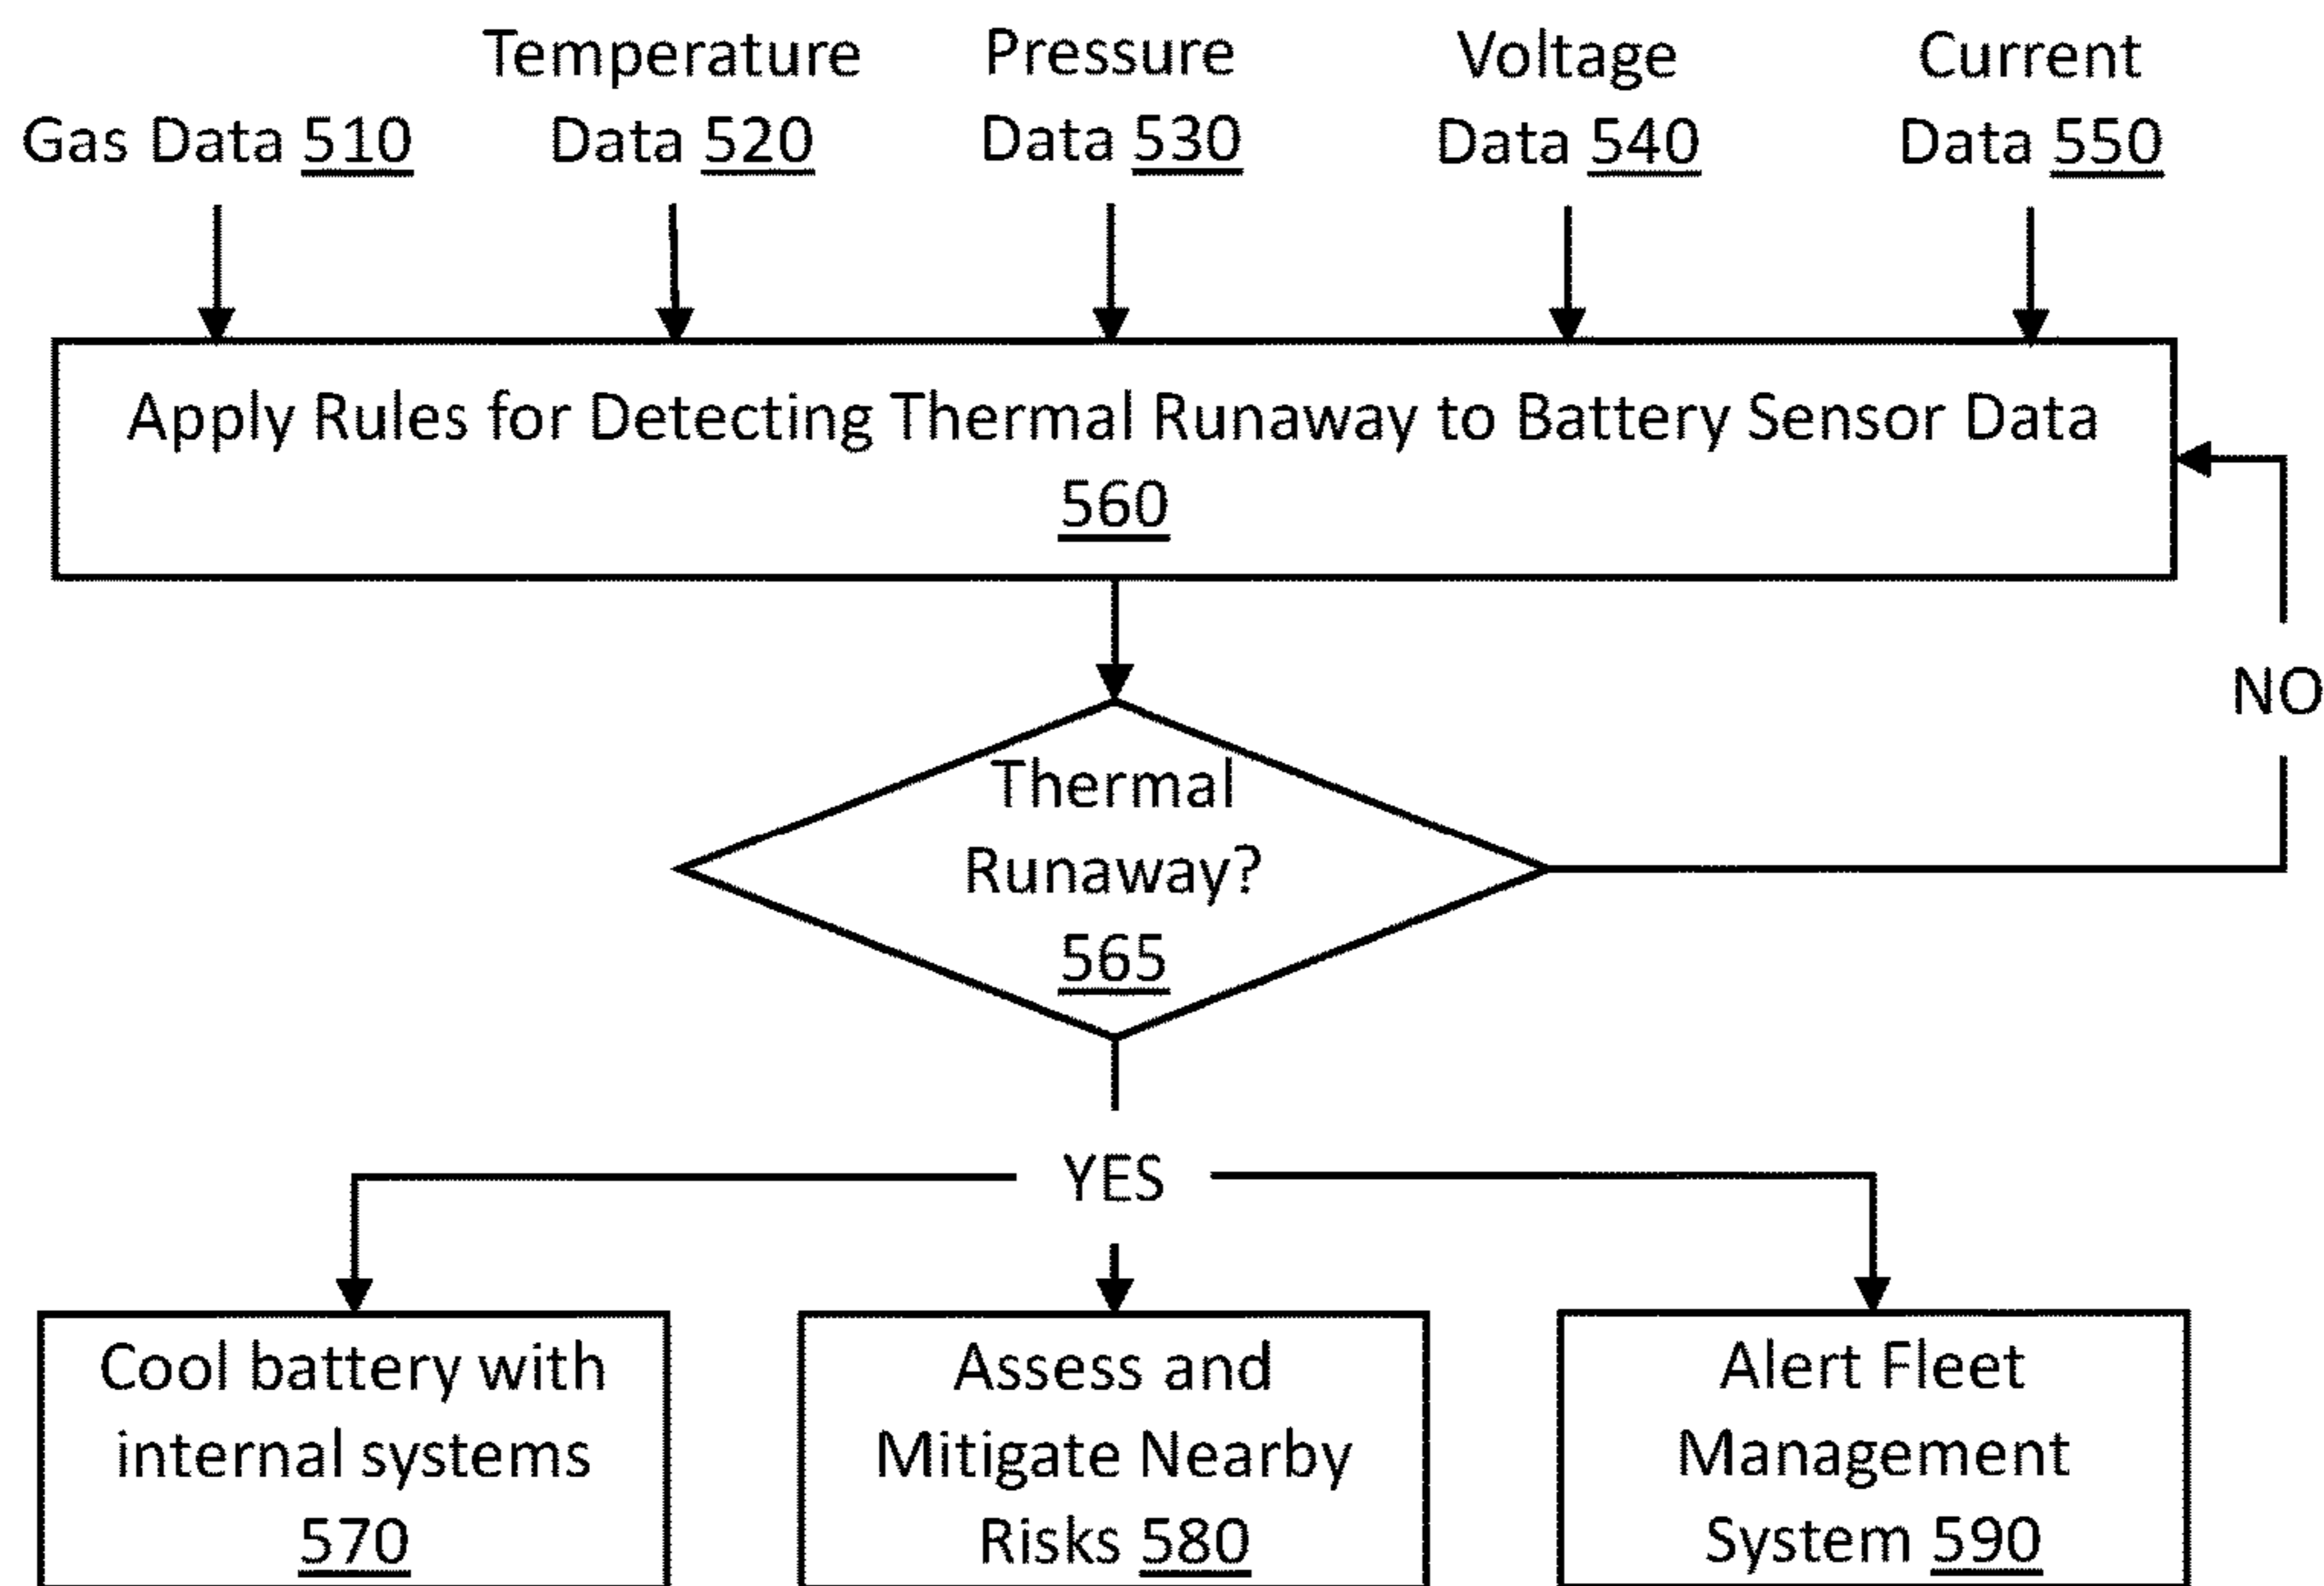 Gas Data 510
Temperature
Data 520
Pressure
Data 530
Voltage
Data 540
Current
Data 550
Apply Rules for Detecting Thermal Runaway to Battery Sensor Data
560
NO
Thermal
Runaway?
565
YES
Cool battery with
internal systems
570
Assess and
Mitigate Nearby
Risks 580
Alert Fleet
Management
System 590